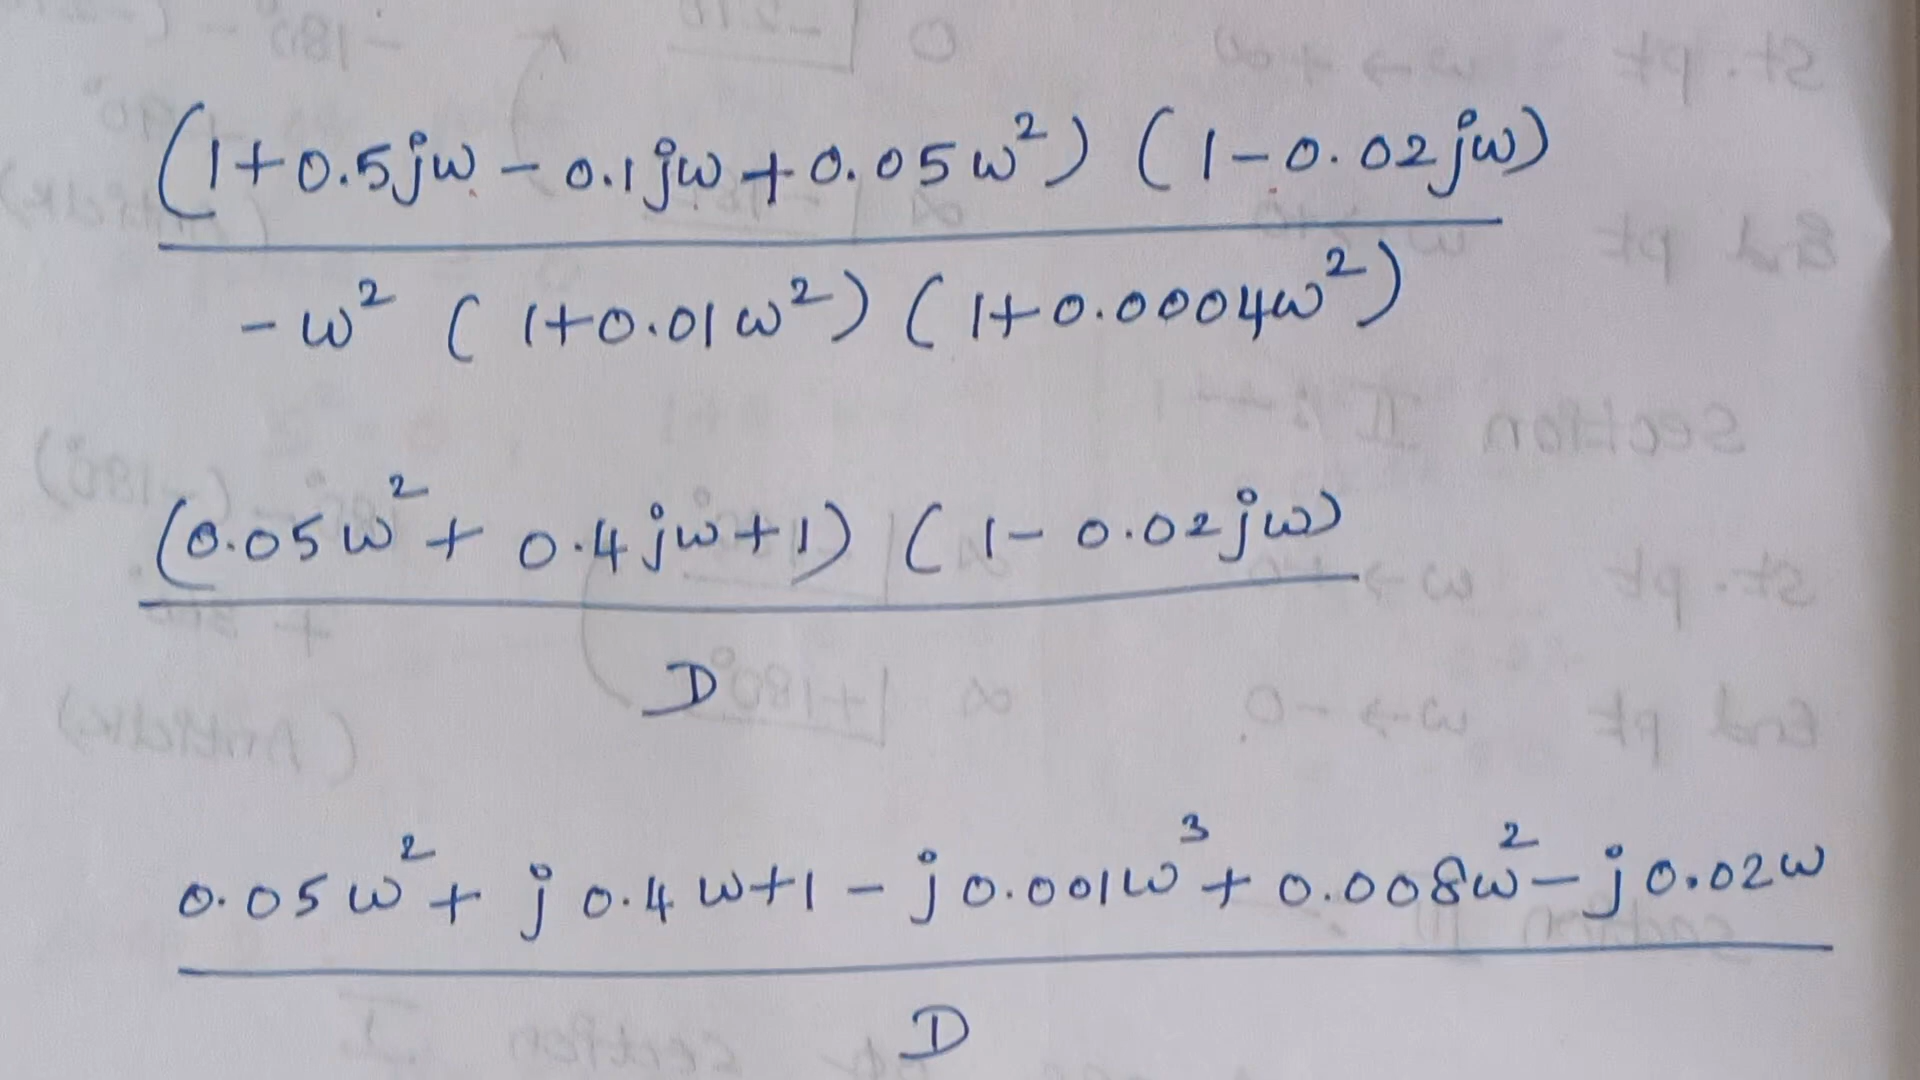 (1+0.5jω-0.1jω+0.05ω²) (1-0.02jω)
-ω² (1+0.01ω²) (1+0.0004ω²)
(0.05ω²+0.4jω+1) (1-0.02jω)
D
0.05ω²+j0.4ω+1-j0.001ω³+0.008ω²-j0.02ω
D